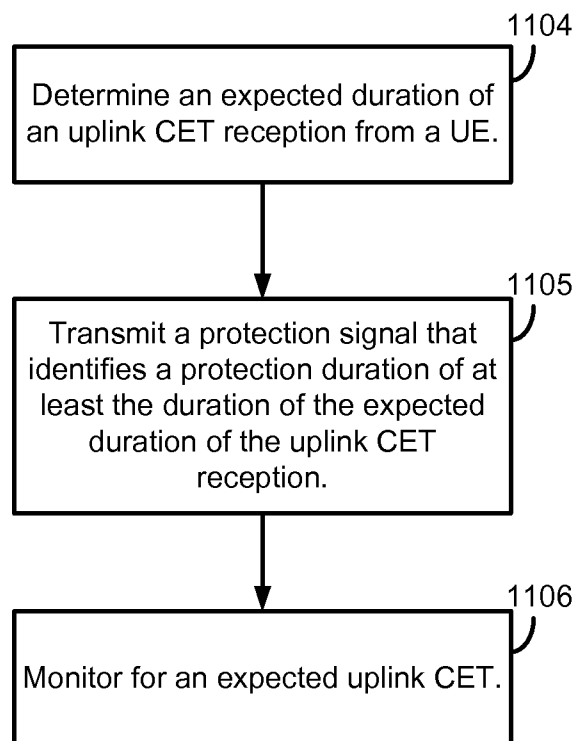 1104
Determine an expected duration of
an uplink CET reception from a UE.
1105
Transmit a protection signal that
identifies a protection duration of at
least the duration of the expected
duration of the uplink CET
reception.
1106
Monitor for an expected uplink CET.